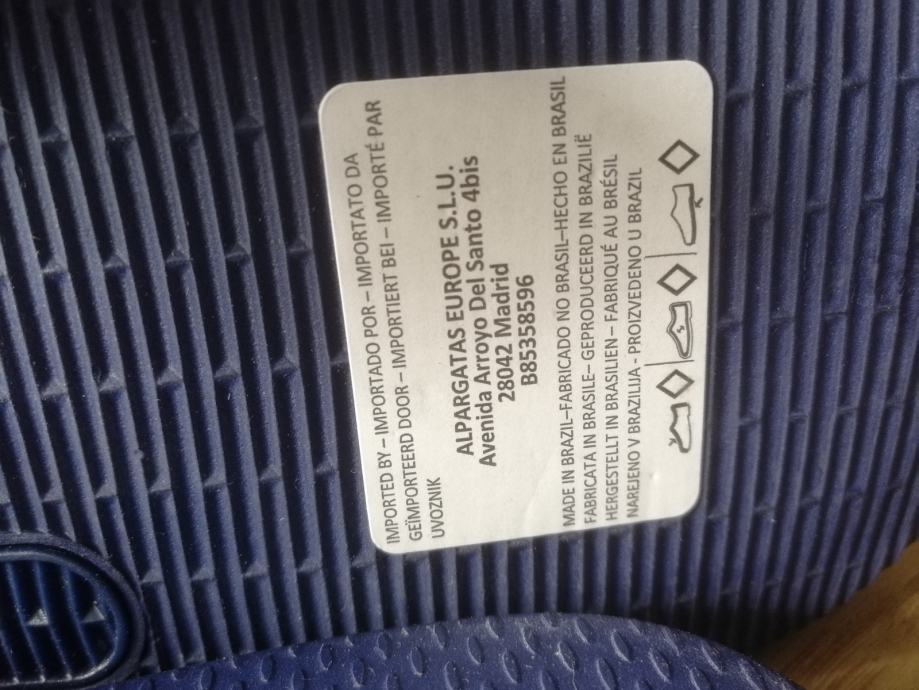 IMPORTED BY – IMPORTADO POR – IMPORTATO DA
GEÏMPORTEERD DOOR – IMPORTIERT BEI – IMPORTÉ PAR
UVOZNIK
ALPARGATAS EUROPE S.L.U.
Avenida Arroyo Del Santo 4bis
28042 Madrid
B85358596
MADE IN BRAZIL–FABRICADO NO BRASIL–HECHO EN BRASIL
FABRICATA IN BRASILE– GEPRODUCEERD IN BRAZILIË
HERGESTELLT IN BRASILIEN – FABRIQUÉ AU BRÉSIL
NAREJENO V BRAZILIJA - PROIZVEDENO U BRAZIL